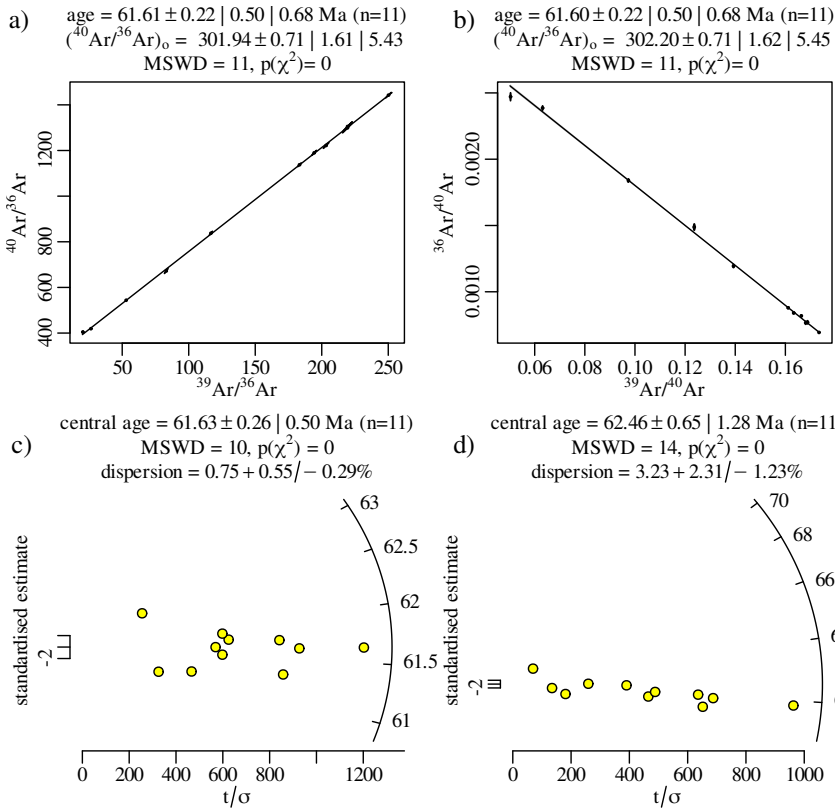 a)
age = 61.61 ± 0.22 | 0.50 | 0.68 Ma (n=11)
(⁴⁰Ar/³⁶Ar)ₒ = 301.94 ± 0.71 | 1.61 | 5.43
MSWD = 11, p(χ²)= 0
⁴⁰Ar/³⁶Ar
400 600 800 1200
50 100 150 200 250
³⁹Ar/³⁶Ar
b)
age = 61.60 ± 0.22 | 0.50 | 0.68 Ma (n=11)
(⁴⁰Ar/³⁶Ar)ₒ = 302.20 ± 0.71 | 1.62 | 5.45
MSWD = 11, p(χ²)= 0
³⁶Ar/⁴⁰Ar
0.0010 0.0020
0.06 0.08 0.10 0.12 0.14 0.16
³⁹Ar/⁴⁰Ar
c)
central age = 61.63 ± 0.26 | 0.50 Ma (n=11)
MSWD = 10, p(χ²) = 0
dispersion = 0.75 + 0.55/− 0.29%
standardised estimate
-2
63
62.5
62
61.5
61
0 200 400 600 800 1200
t/σ
d)
central age = 62.46 ± 0.65 | 1.28 Ma (n=11
MSWD = 14, p(χ²) = 0
dispersion = 3.23 + 2.31/− 1.23%
standardised estimate
-2
70
68
66
0 200 400 600 800 1000
t/σ